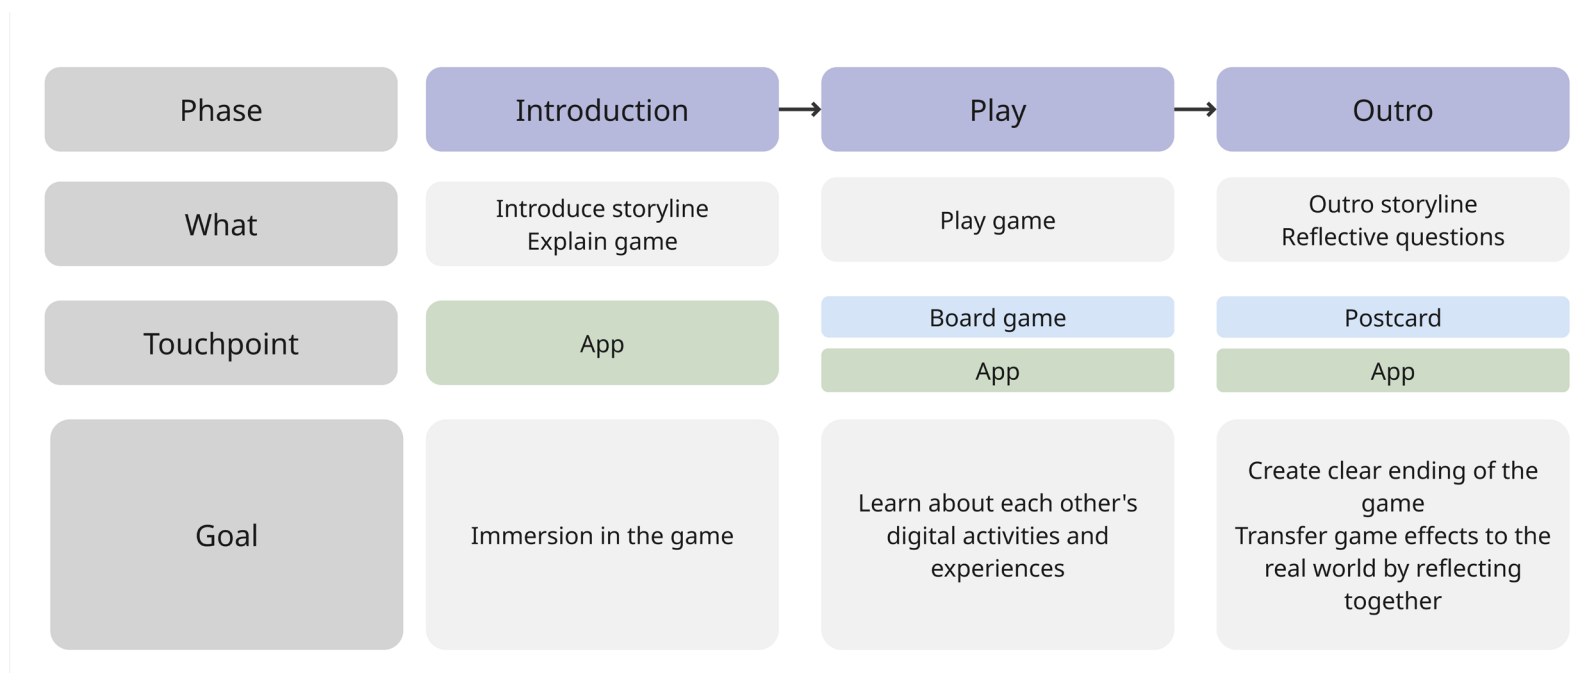 Phase
Introduction
Play
Outro
What
Introduce storyline
Explain game
Play game
Outro storyline
Reflective questions
Touchpoint
App
Board game
App
Postcard
App
Goal
Immersion in the game
Learn about each other's
digital activities and
experiences
Create clear ending of the
game
Transfer game effects to the
real world by reflecting
together